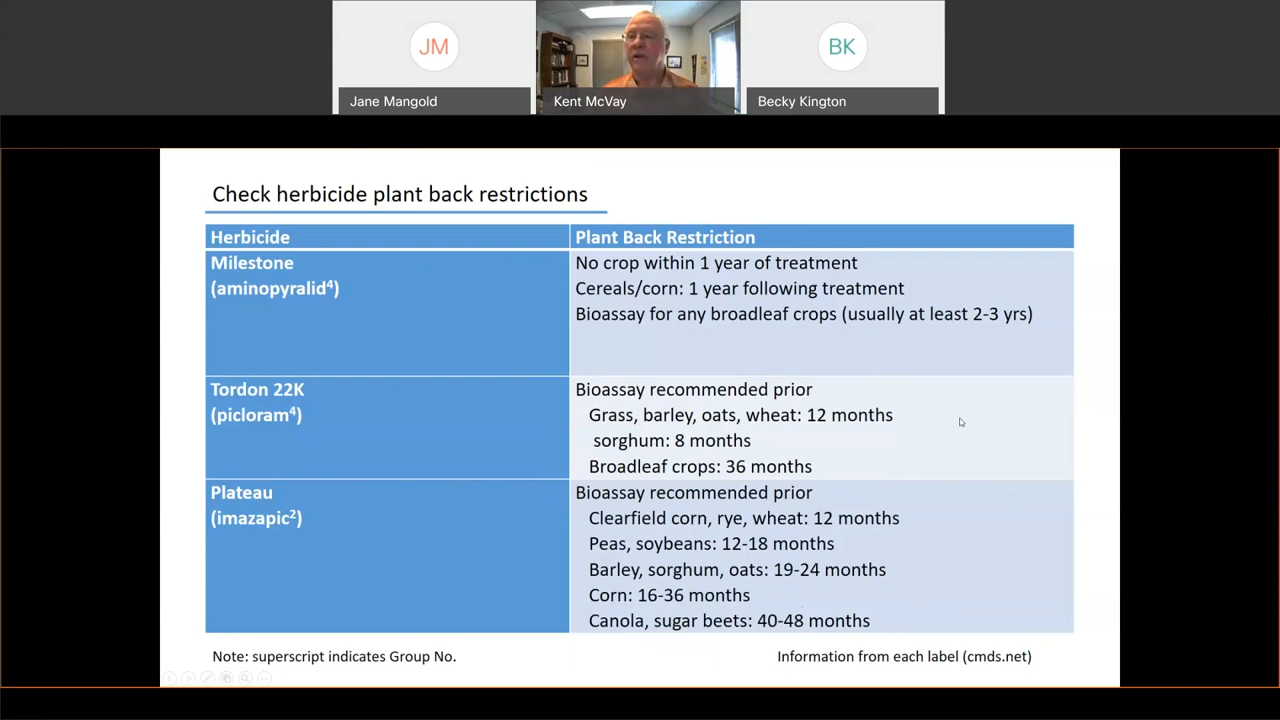 JM
BK
Jane Mangold
Kent McVay
Becky Kington
Check herbicide plant back restrictions
Herbicide
Plant Back Restriction
Milestone
(aminopyralid⁴)
No crop within 1 year of treatment
Cereals/corn: 1 year following treatment
Bioassay for any broadleaf crops (usually at least 2-3 yrs)
Tordon 22K
(picloram⁴)
Bioassay recommended prior
Grass, barley, oats, wheat: 12 months
sorghum: 8 months
Broadleaf crops: 36 months
Plateau
(imazapic²)
Bioassay recommended prior
Clearfield corn, rye, wheat: 12 months
Peas, soybeans: 12-18 months
Barley, sorghum, oats: 19-24 months
Corn: 16-36 months
Canola, sugar beets: 40-48 months
Note: superscript indicates Group No.
Information from each label (cmds.net)